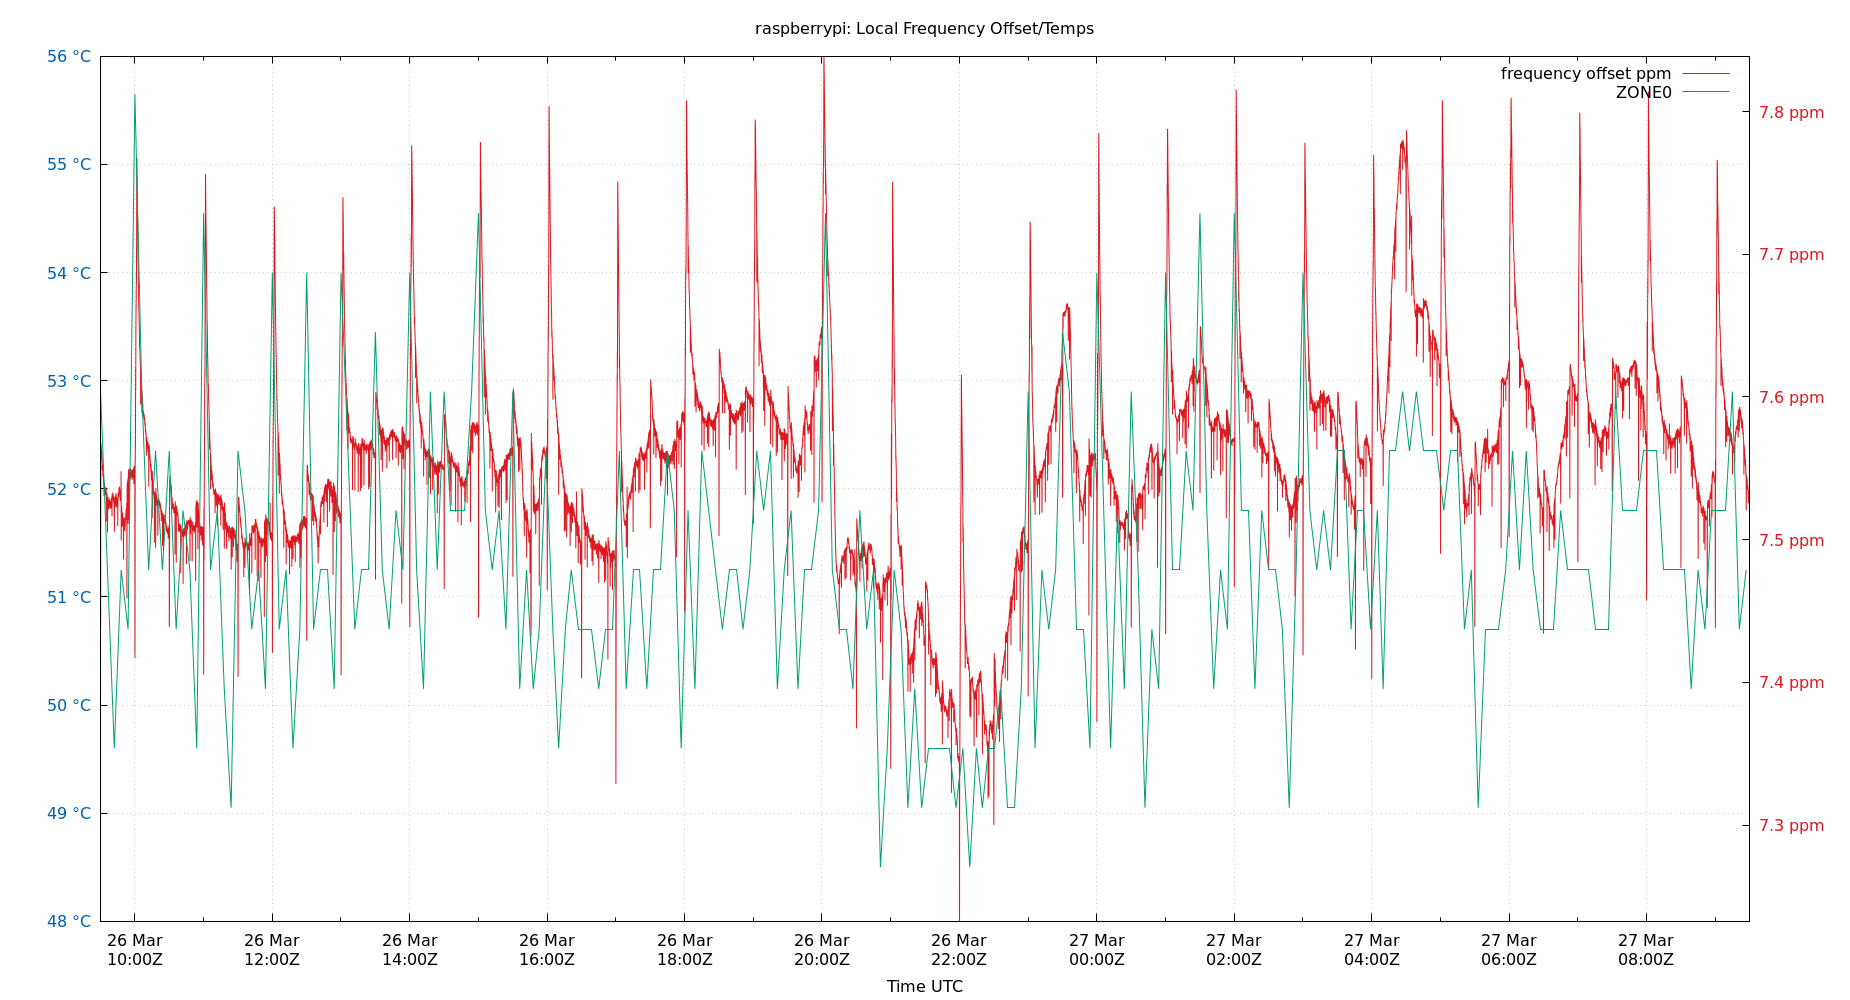 raspberrypi: Local Frequency Offset/Temps
frequency offset ppm
ZONE0
56 °C
55 °C
54 °C
53 °C
52 °C
51 °C
50 °C
49 °C
48 °C
7.8 ppm
7.7 ppm
7.6 ppm
7.5 ppm
7.4 ppm
7.3 ppm
26 Mar
10:00Z
26 Mar
12:00Z
26 Mar
14:00Z
26 Mar
16:00Z
26 Mar
18:00Z
26 Mar
20:00Z
26 Mar
22:00Z
27 Mar
00:00Z
27 Mar
02:00Z
27 Mar
04:00Z
27 Mar
06:00Z
27 Mar
08:00Z
Time UTC